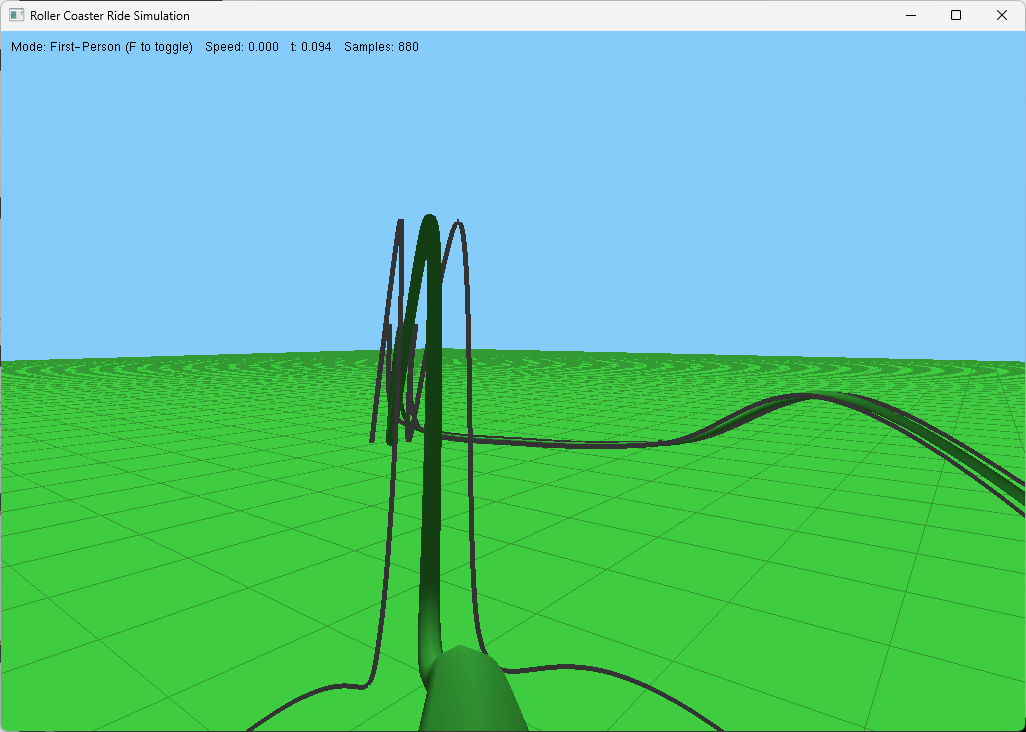 Roller Coaster Ride Simulation
Mode: First-Person (F to toggle)   Speed: 0.000   t: 0.094   Samples: 880